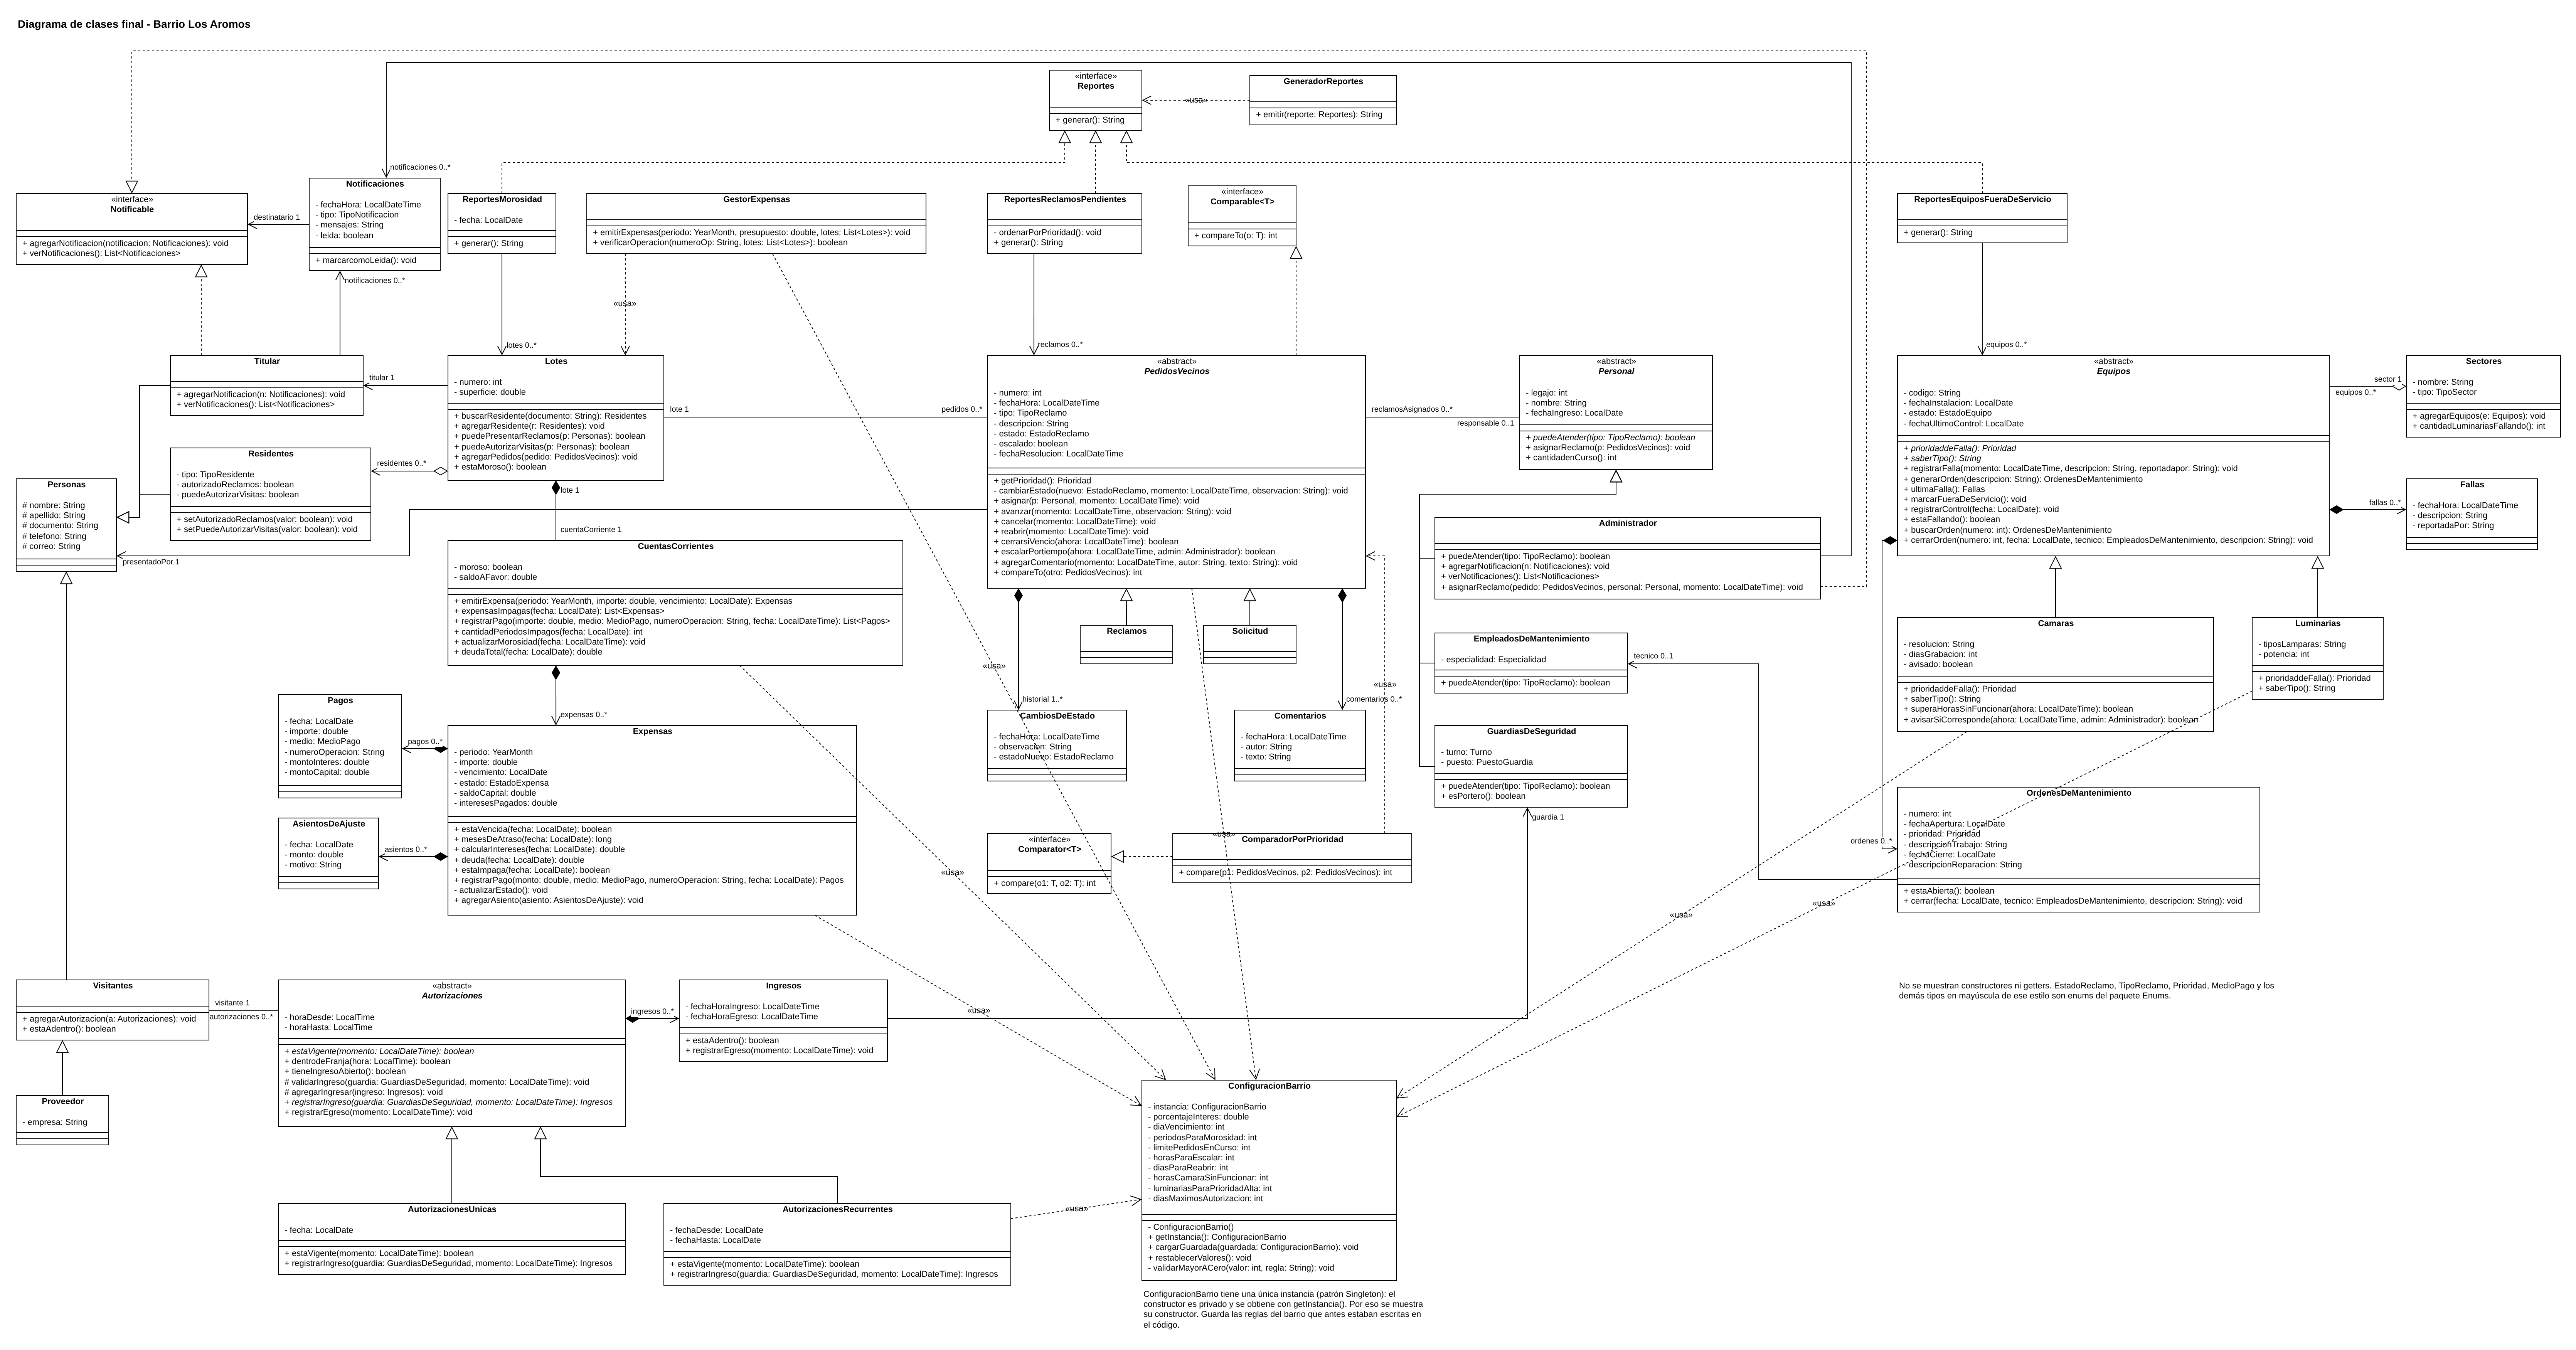 Diagrama de clases final - Barrio Los Aromos
«interface»
Reportes
+ generar(): String
GeneradorReportes
+ emitir(reporte: Reportes): String
«usa»
notificaciones 0..*
«interface»
Notificable
+ agregarNotificacion(notificacion: Notificaciones): void
+ verNotificaciones(): List<Notificaciones>
destinatario 1
Notificaciones
- fechaHora: LocalDateTime
- tipo: TipoNotificacion
- mensajes: String
- leida: boolean
+ marcarcomoLeida(): void
notificaciones 0..*
ReportesMorosidad
- fecha: LocalDate
+ generar(): String
GestorExpensas
+ emitirExpensas(periodo: YearMonth, presupuesto: double, lotes: List<Lotes>): void
+ verificarOperacion(numeroOp: String, lotes: List<Lotes>): boolean
ReportesReclamosPendientes
- ordenarPorPrioridad(): void
+ generar(): String
«interface»
Comparable<T>
+ compareTo(o: T): int
ReportesEquiposFueraDeServicio
+ generar(): String
«usa»
lotes 0..*
reclamos 0..*
equipos 0..*
Titular
+ agregarNotificacion(n: Notificaciones): void
+ verNotificaciones(): List<Notificaciones>
titular 1
Lotes
- numero: int
- superficie: double
+ buscarResidente(documento: String): Residentes
+ agregarResidente(r: Residentes): void
+ puedePresentarReclamos(p: Personas): boolean
+ puedeAutorizarVisitas(p: Personas): boolean
+ agregarPedidos(pedido: PedidosVecinos): void
+ estaMoroso(): boolean
lote 1
pedidos 0..*
«abstract»
PedidosVecinos
- numero: int
- fechaHora: LocalDateTime
- tipo: TipoReclamo
- descripcion: String
- estado: EstadoReclamo
- escalado: boolean
- fechaResolucion: LocalDateTime
+ getPrioridad(): Prioridad
- cambiarEstado(nuevo: EstadoReclamo, momento: LocalDateTime, observacion: String): void
+ asignar(p: Personal, momento: LocalDateTime): void
+ avanzar(momento: LocalDateTime, observacion: String): void
+ cancelar(momento: LocalDateTime): void
+ reabrir(momento: LocalDateTime): void
+ cerrarsiVencio(ahora: LocalDateTime): boolean
+ escalarPortiempo(ahora: LocalDateTime, admin: Administrador): boolean
+ agregarComentario(momento: LocalDateTime, autor: String, texto: String): void
+ compareTo(otro: PedidosVecinos): int
reclamosAsignados 0..*
responsable 0..1
«abstract»
Personal
- legajo: int
- nombre: String
- fechaIngreso: LocalDate
+ puedeAtender(tipo: TipoReclamo): boolean
+ asignarReclamo(p: PedidosVecinos): void
+ cantidadenCurso(): int
«abstract»
Equipos
- codigo: String
- fechaInstalacion: LocalDate
- estado: EstadoEquipo
- fechaUltimoControl: LocalDate
+ prioridaddeFalla(): Prioridad
+ saberTipo(): String
+ registrarFalla(momento: LocalDateTime, descripcion: String, reportadapor: String): void
+ generarOrden(descripcion: String): OrdenesDeMantenimiento
+ ultimaFalla(): Fallas
+ marcarFueraDeServicio(): void
+ registrarControl(fecha: LocalDate): void
+ estaFallando(): boolean
+ buscarOrden(numero: int): OrdenesDeMantenimiento
+ cerrarOrden(numero: int, fecha: LocalDate, tecnico: EmpleadosDeMantenimiento, descripcion: String): void
sector 1
equipos 0..*
Sectores
- nombre: String
- tipo: TipoSector
+ agregarEquipos(e: Equipos): void
+ cantidadLuminariasFallando(): int
Residentes
- tipo: TipoResidente
- autorizadoReclamos: boolean
- puedeAutorizarVisitas: boolean
+ setAutorizadoReclamos(valor: boolean): void
+ setPuedeAutorizarVisitas(valor: boolean): void
residentes 0..*
Personas
# nombre: String
# apellido: String
# documento: String
# telefono: String
# correo: String
presentadoPor 1
lote 1
cuentaCorriente 1
fallas 0..*
Fallas
- fechaHora: LocalDateTime
- descripcion: String
- reportadaPor: String
CuentasCorrientes
- moroso: boolean
- saldoAFavor: double
+ emitirExpensa(periodo: YearMonth, importe: double, vencimiento: LocalDate): Expensas
+ expensasImpagas(fecha: LocalDate): List<Expensas>
+ registrarPago(importe: double, medio: MedioPago, numeroOperacion: String, fecha: LocalDateTime): List<Pagos>
+ cantidadPeriodosImpagos(fecha: LocalDate): int
+ actualizarMorosidad(fecha: LocalDateTime): void
+ deudaTotal(fecha: LocalDate): double
Administrador
+ puedeAtender(tipo: TipoReclamo): boolean
+ agregarNotificacion(n: Notificaciones): void
+ verNotificaciones(): List<Notificaciones>
+ asignarReclamo(pedido: PedidosVecinos, personal: Personal, momento: LocalDateTime): void
Reclamos
Solicitud
EmpleadosDeMantenimiento
- especialidad: Especialidad
+ puedeAtender(tipo: TipoReclamo): boolean
tecnico 0..1
Camaras
- resolucion: String
- diasGrabacion: int
- avisado: boolean
+ prioridaddeFalla(): Prioridad
+ saberTipo(): String
+ superaHorasSinFuncionar(ahora: LocalDateTime): boolean
+ avisarSiCorresponde(ahora: LocalDateTime, admin: Administrador): boolean
Luminarias
- tiposLamparas: String
- potencia: int
+ prioridaddeFalla(): Prioridad
+ saberTipo(): String
«usa»
«usa»
historial 1..*
comentarios 0..*
expensas 0..*
Pagos
- fecha: LocalDate
- importe: double
- medio: MedioPago
- numeroOperacion: String
- montoInteres: double
- montoCapital: double
pagos 0..*
Expensas
- periodo: YearMonth
- importe: double
- vencimiento: LocalDate
- estado: EstadoExpensa
- saldoCapital: double
- interesesPagados: double
+ estaVencida(fecha: LocalDate): boolean
+ mesesDeAtraso(fecha: LocalDate): long
+ calcularIntereses(fecha: LocalDate): double
+ deuda(fecha: LocalDate): double
+ estaImpaga(fecha: LocalDate): boolean
+ registrarPago(monto: double, medio: MedioPago, numeroOperacion: String, fecha: LocalDate): Pagos
- actualizarEstado(): void
+ agregarAsiento(asiento: AsientosDeAjuste): void
CambiosDeEstado
- fechaHora: LocalDateTime
- observacion: String
- estadoNuevo: EstadoReclamo
Comentarios
- fechaHora: LocalDateTime
- autor: String
- texto: String
GuardiasDeSeguridad
- turno: Turno
- puesto: PuestoGuardia
+ puedeAtender(tipo: TipoReclamo): boolean
+ esPortero(): boolean
guardia 1
AsientosDeAjuste
- fecha: LocalDate
- monto: double
- motivo: String
asientos 0..*
«interface»
Comparator<T>
+ compare(o1: T, o2: T): int
«usa»
ComparadorPorPrioridad
+ compare(p1: PedidosVecinos, p2: PedidosVecinos): int
ordenes 0..*
OrdenesDeMantenimiento
- numero: int
- fechaApertura: LocalDate
- prioridad: Prioridad
- descripcionTrabajo: String
- fechaCierre: LocalDate
- descripcionReparacion: String
+ estaAbierta(): boolean
+ cerrar(fecha: LocalDate, tecnico: EmpleadosDeMantenimiento, descripcion: String): void
«usa»
«usa»
«usa»
Visitantes
+ agregarAutorizacion(a: Autorizaciones): void
+ estaAdentro(): boolean
visitante 1
autorizaciones 0..*
«abstract»
Autorizaciones
- horaDesde: LocalTime
- horaHasta: LocalTime
+ estaVigente(momento: LocalDateTime): boolean
+ dentrodeFranja(hora: LocalTime): boolean
+ tieneIngresoAbierto(): boolean
# validarIngreso(guardia: GuardiasDeSeguridad, momento: LocalDateTime): void
# agregarIngresar(ingreso: Ingresos): void
+ registrarIngreso(guardia: GuardiasDeSeguridad, momento: LocalDateTime): Ingresos
+ registrarEgreso(momento: LocalDateTime): void
ingresos 0..*
Ingresos
- fechaHoraIngreso: LocalDateTime
- fechaHoraEgreso: LocalDateTime
+ estaAdentro(): boolean
+ registrarEgreso(momento: LocalDateTime): void
«usa»
No se muestran constructores ni getters. EstadoReclamo, TipoReclamo, Prioridad, MedioPago y los
demás tipos en mayúscula de ese estilo son enums del paquete Enums.
Proveedor
- empresa: String
ConfiguracionBarrio
- instancia: ConfiguracionBarrio
- porcentajeInteres: double
- diaVencimiento: int
- periodosParaMorosidad: int
- limitePedidosEnCurso: int
- horasParaEscalar: int
- diasParaReabrir: int
- horasCamaraSinFuncionar: int
- luminariasParaPrioridadAlta: int
- diasMaximosAutorizacion: int
- ConfiguracionBarrio()
+ getInstancia(): ConfiguracionBarrio
+ cargarGuardada(guardada: ConfiguracionBarrio): void
+ restablecerValores(): void
- validarMayorACero(valor: int, regla: String): void
AutorizacionesUnicas
- fecha: LocalDate
+ estaVigente(momento: LocalDateTime): boolean
+ registrarIngreso(guardia: GuardiasDeSeguridad, momento: LocalDateTime): Ingresos
AutorizacionesRecurrentes
- fechaDesde: LocalDate
- fechaHasta: LocalDate
+ estaVigente(momento: LocalDateTime): boolean
+ registrarIngreso(guardia: GuardiasDeSeguridad, momento: LocalDateTime): Ingresos
«usa»
ConfiguracionBarrio tiene una única instancia (patrón Singleton): el
constructor es privado y se obtiene con getInstancia(). Por eso se muestra
su constructor. Guarda las reglas del barrio que antes estaban escritas en
el código.